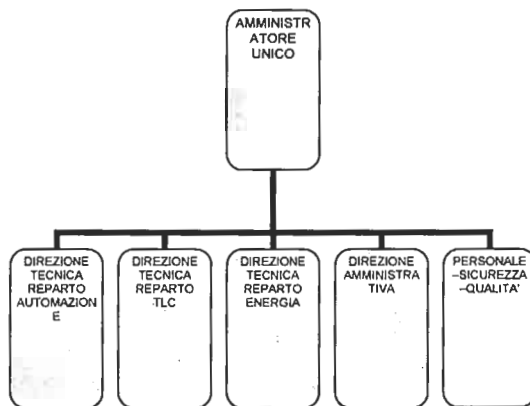 AMMINISTR
ATORE
UNICO
DIREZIONE
TECNICA
REPARTO
AUTOMAZION
E
DIREZIONE
TECNICA
REPARTO
TLC
DIREZIONE
TECNICA
REPARTO
ENERGIA
DIREZIONE
AMMINISTRA
TIVA
PERSONALE
–SICUREZZA
–QUALITA'